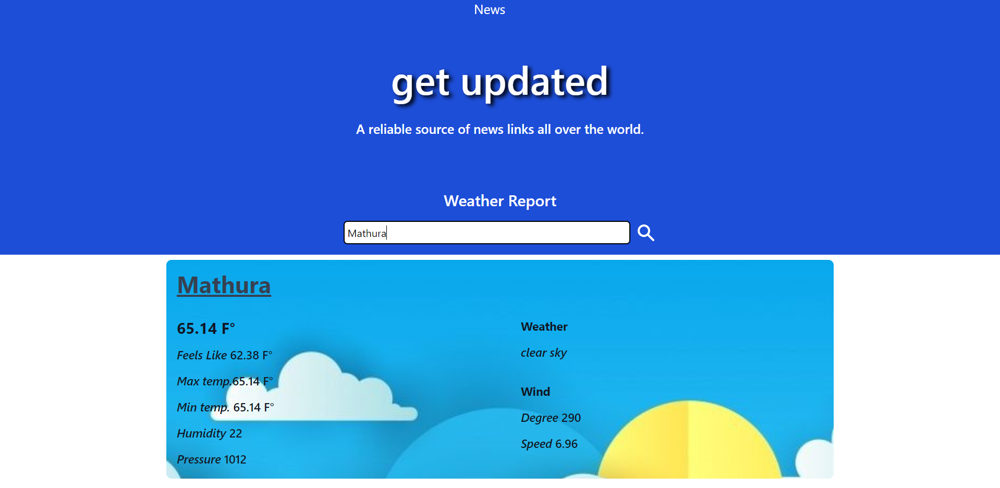 News
get updated
A reliable source of news links all over the world.
Weather Report
Mathura
Mathura
65.14 F°
Feels Like 62.38 F°
Max temp.65.14 F°
Min temp. 65.14 F°
Humidity 22
Pressure 1012
Weather
clear sky
Wind
Degree 290
Speed 6.96